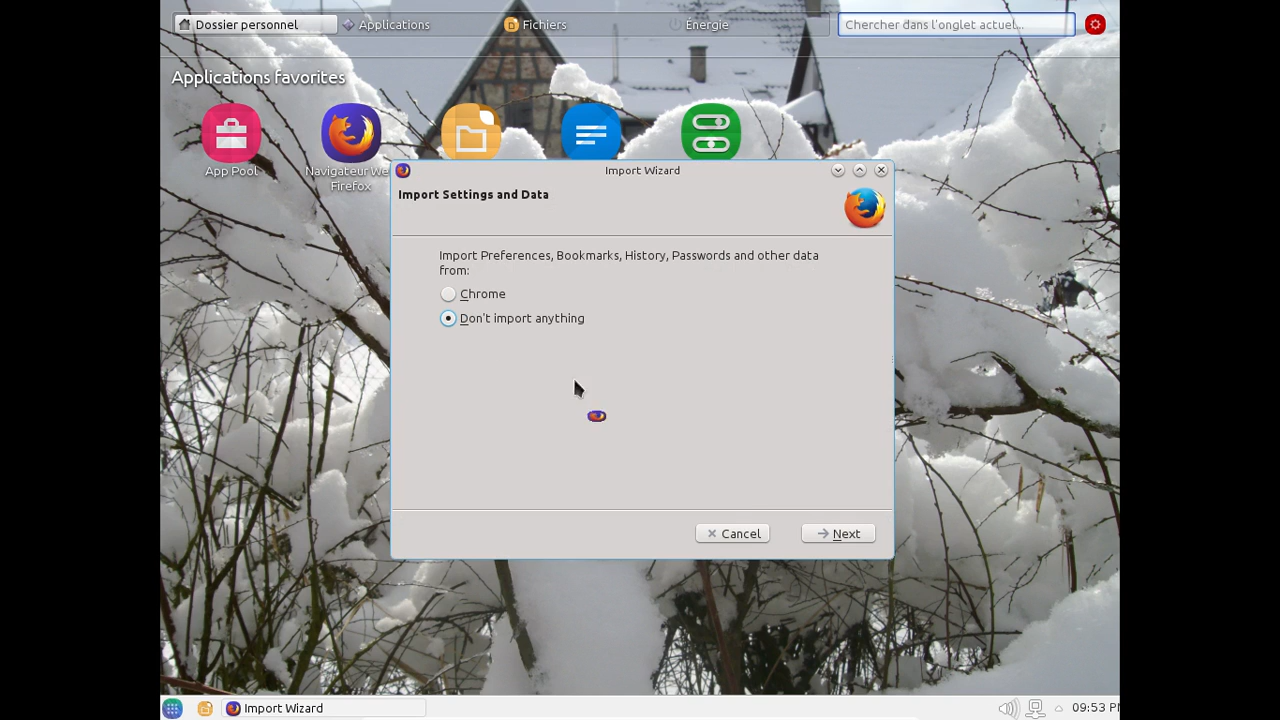 Dossier personnel
Applications
Fichiers
Énergie
Chercher dans l'onglet actuel...
Applications favorites
App Pool
Navigateur We
Firefox
Import Wizard
Import Settings and Data
Import Preferences, Bookmarks, History, Passwords and other data
from:
Chrome
Don't import anything
Cancel
Next
Import Wizard
09:53 PM